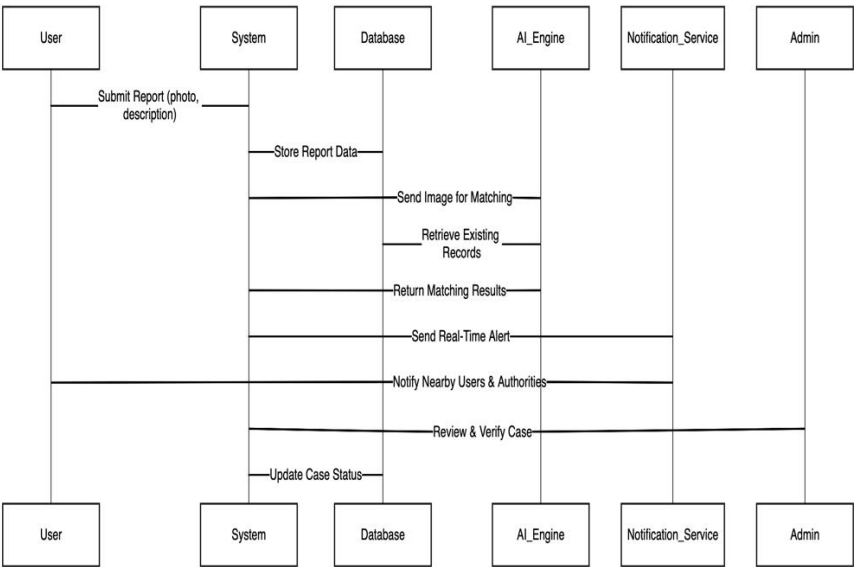 User
System
Database
AI_Engine
Notification_Service
Admin
Submit Report (photo,
description)
Store Report Data
Send Image for Matching
Retrieve Existing
Records
Return Matching Results
Send Real-Time Alert
Notify Nearby Users & Authorities
Review & Verify Case
Update Case Status
User
System
Database
AI_Engine
Notification_Service
Admin